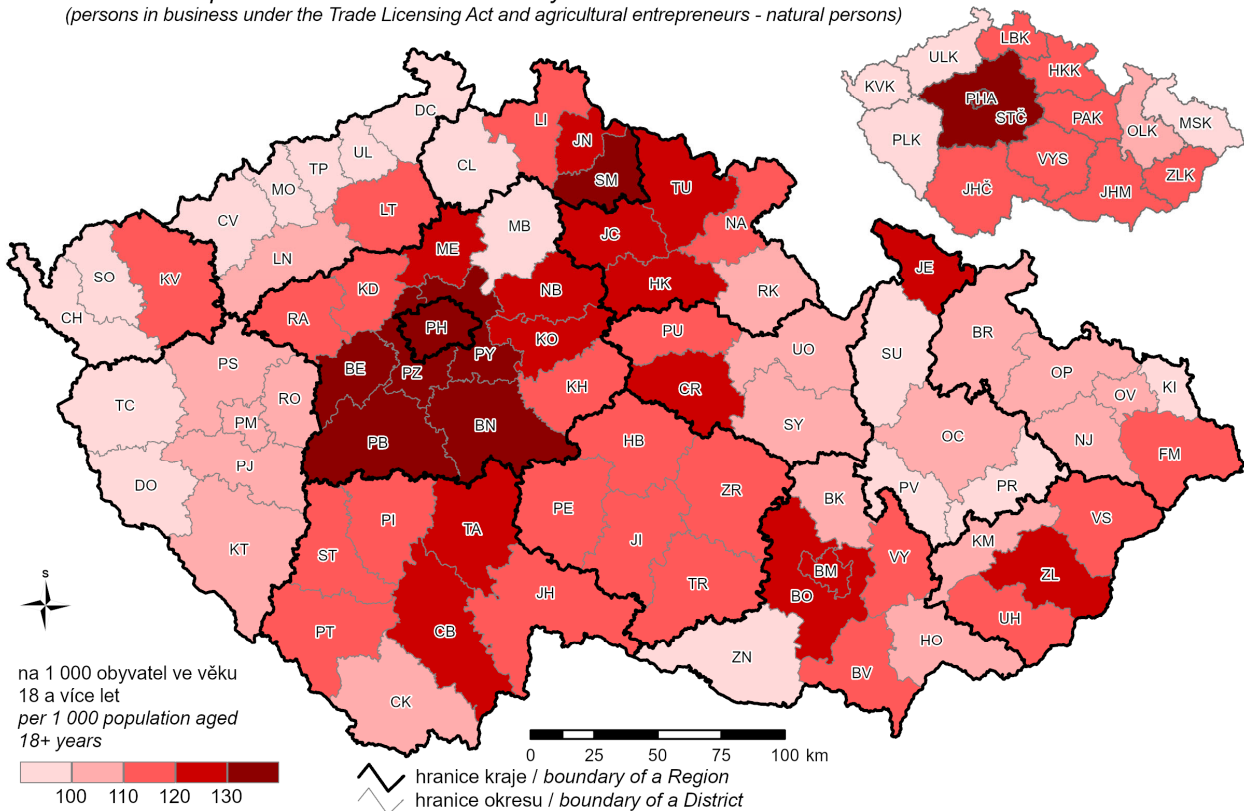 (persons in business under the Trade Licensing Act and agricultural entrepreneurs - natural persons)
LBK
ULK
HKK
KVK
PHA
STČ
PAK
OLK
MSK
PLK
VYS
ZLK
JHČ
JHM
DC
LI
JN
UL
TP
CL
SM
MO
TU
LT
CV
MB
NA
JC
ME
LN
SO
KV
JE
HK
NB
KD
RK
CH
RA
PH
PU
BR
KO
UO
SU
PY
PS
BE
PZ
OP
KI
KH
CR
OV
RO
TC
PM
BN
SY
PB
HB
OC
NJ
FM
PJ
DO
ZR
PV
PR
BK
PE
VS
PI
TA
JI
KM
KT
ST
VY
BM
ZL
TR
BO
JH
UH
PT
CB
HO
ZN
BV
CK
S
na 1 000 obyvatel ve věku
18 a více let
per 1 000 population aged
18+ years
100 110 120 130
0 25 50 75 100 km
hranice kraje / boundary of a Region
hranice okresu / boundary of a District